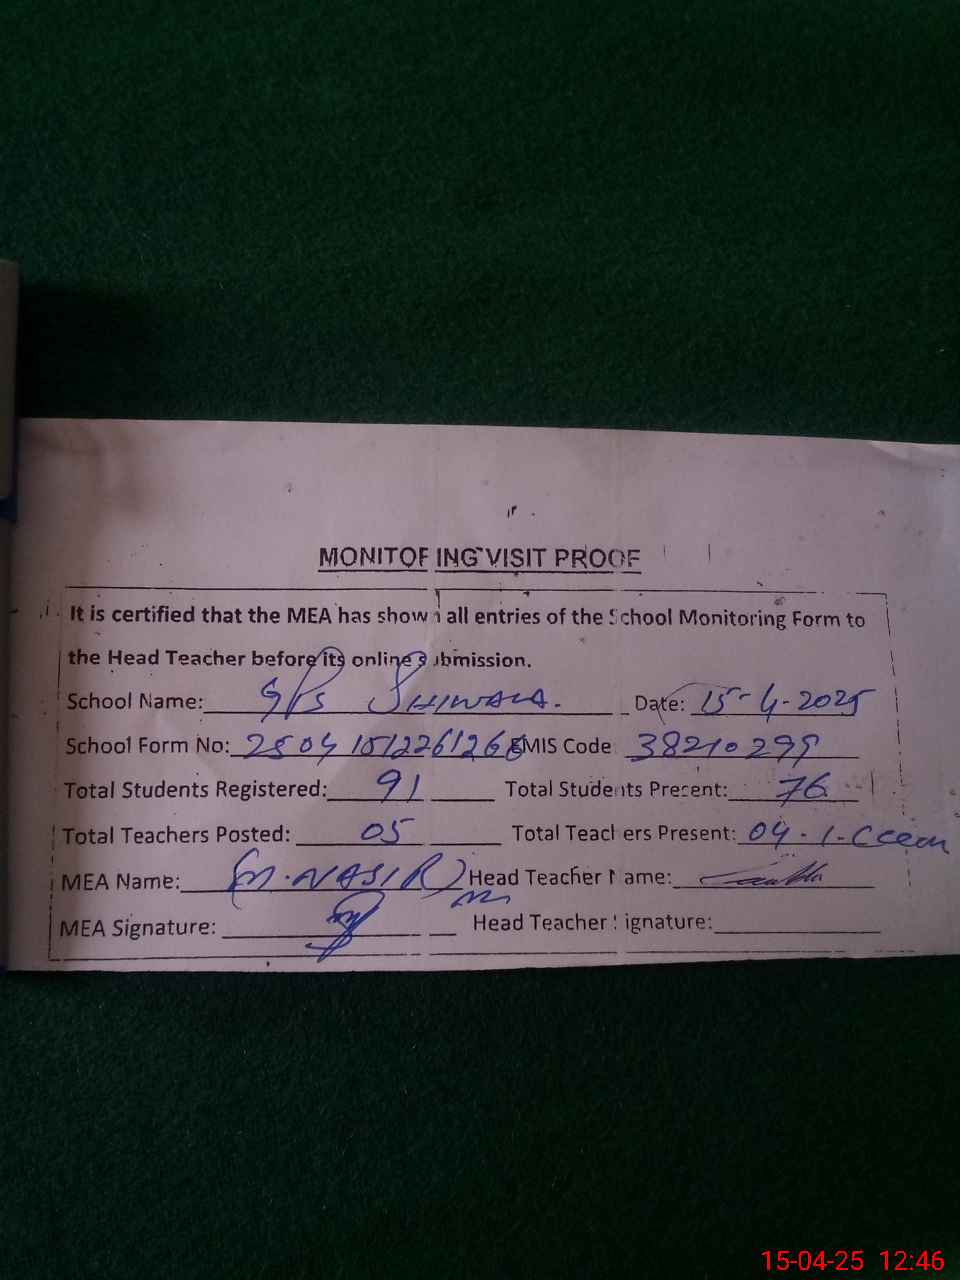 MONITORING VISIT PROOF
It is certified that the MEA has shown all entries of the School Monitoring Form to
the Head Teacher before its online submission.
School Name: GPS SHIWALA. Date: 15-4-2025
School Form No: 2504 1512261266 EMIS Code 38210299
Total Students Registered: 91 Total Students Present: 76
Total Teachers Posted: 05 Total Teachers Present: 04-1-
MEA Name: (M.NASIR) Head Teacher Name:
MEA Signature: Head Teacher Signature:
15-04-25 12:46